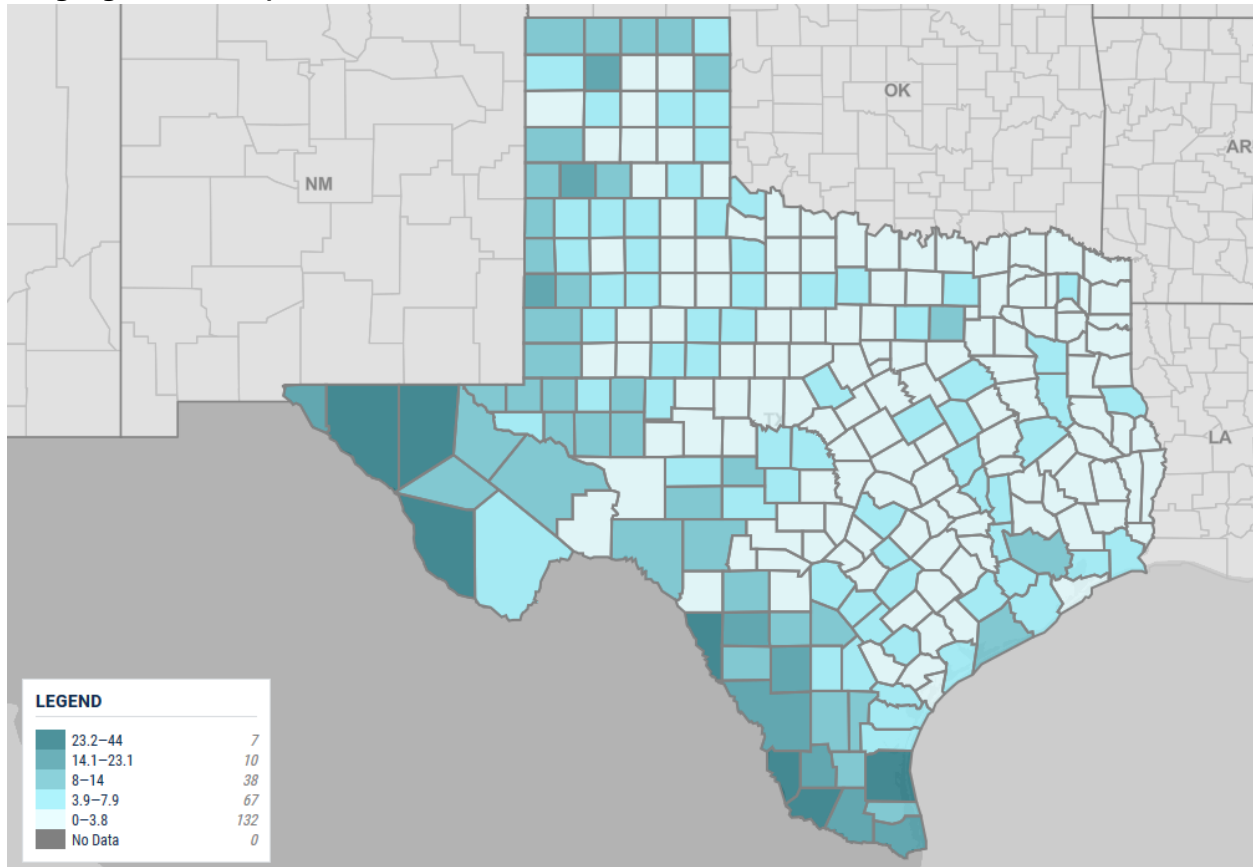 OK
AR
NM
TX
LA
LEGEND
23.2–44 7
14.1–23.1 10
8–14 38
3.9–7.9 67
0–3.8 132
No Data 0